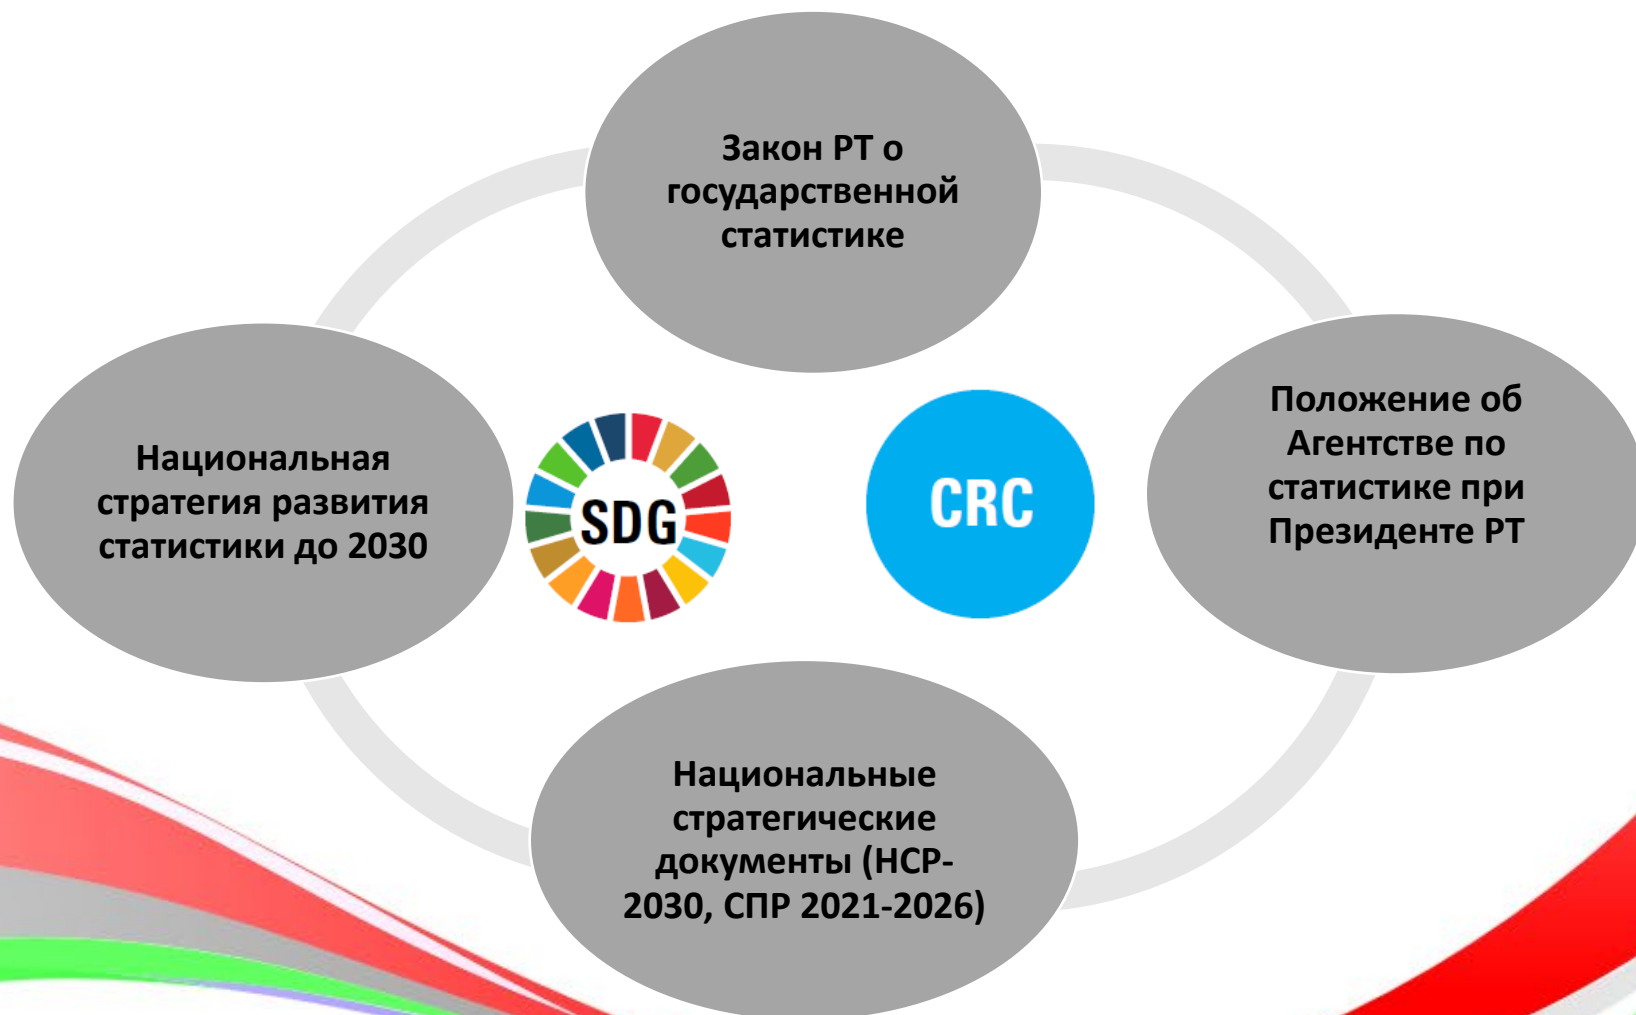 Закон РТ о
государственной
статистике
Положение об
Агентстве по
статистике при
Президенте РТ
Национальная
стратегия развития
статистики до 2030
SDG
CRC
Национальные
стратегические
документы (НСР-
2030, СПР 2021-2026)